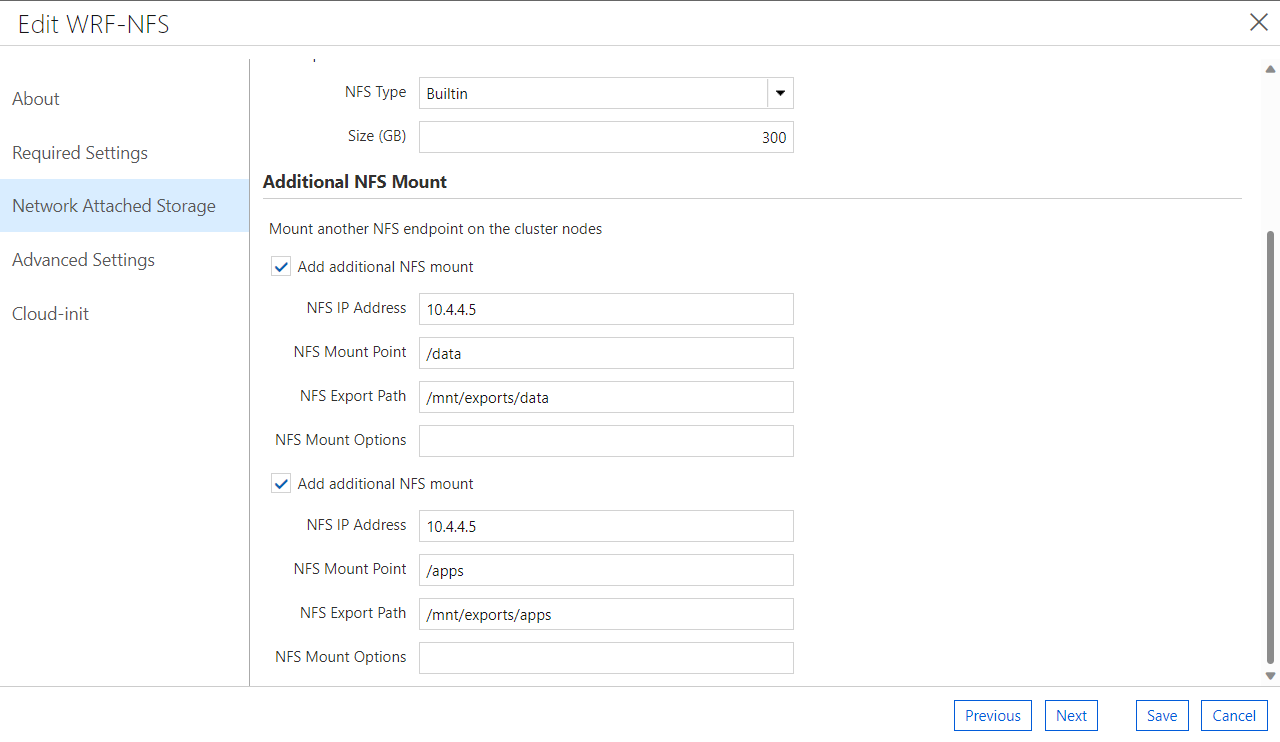 Edit WRF-NFS
About
Required Settings
Network Attached Storage
Advanced Settings
Cloud-init
NFS Type Builtin
Size (GB) 300
Additional NFS Mount
Mount another NFS endpoint on the cluster nodes
Add additional NFS mount
NFS IP Address 10.4.4.5
NFS Mount Point /data
NFS Export Path /mnt/exports/data
NFS Mount Options
Add additional NFS mount
NFS IP Address 10.4.4.5
NFS Mount Point /apps
NFS Export Path /mnt/exports/apps
NFS Mount Options
Previous Next Save Cancel